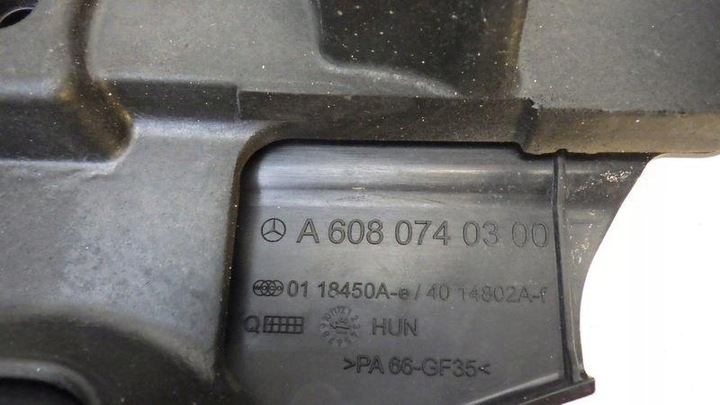 A 608 074 03 00
01 18450A-e / 40 14802A-f
Q HUN
>PA 66-GF35<